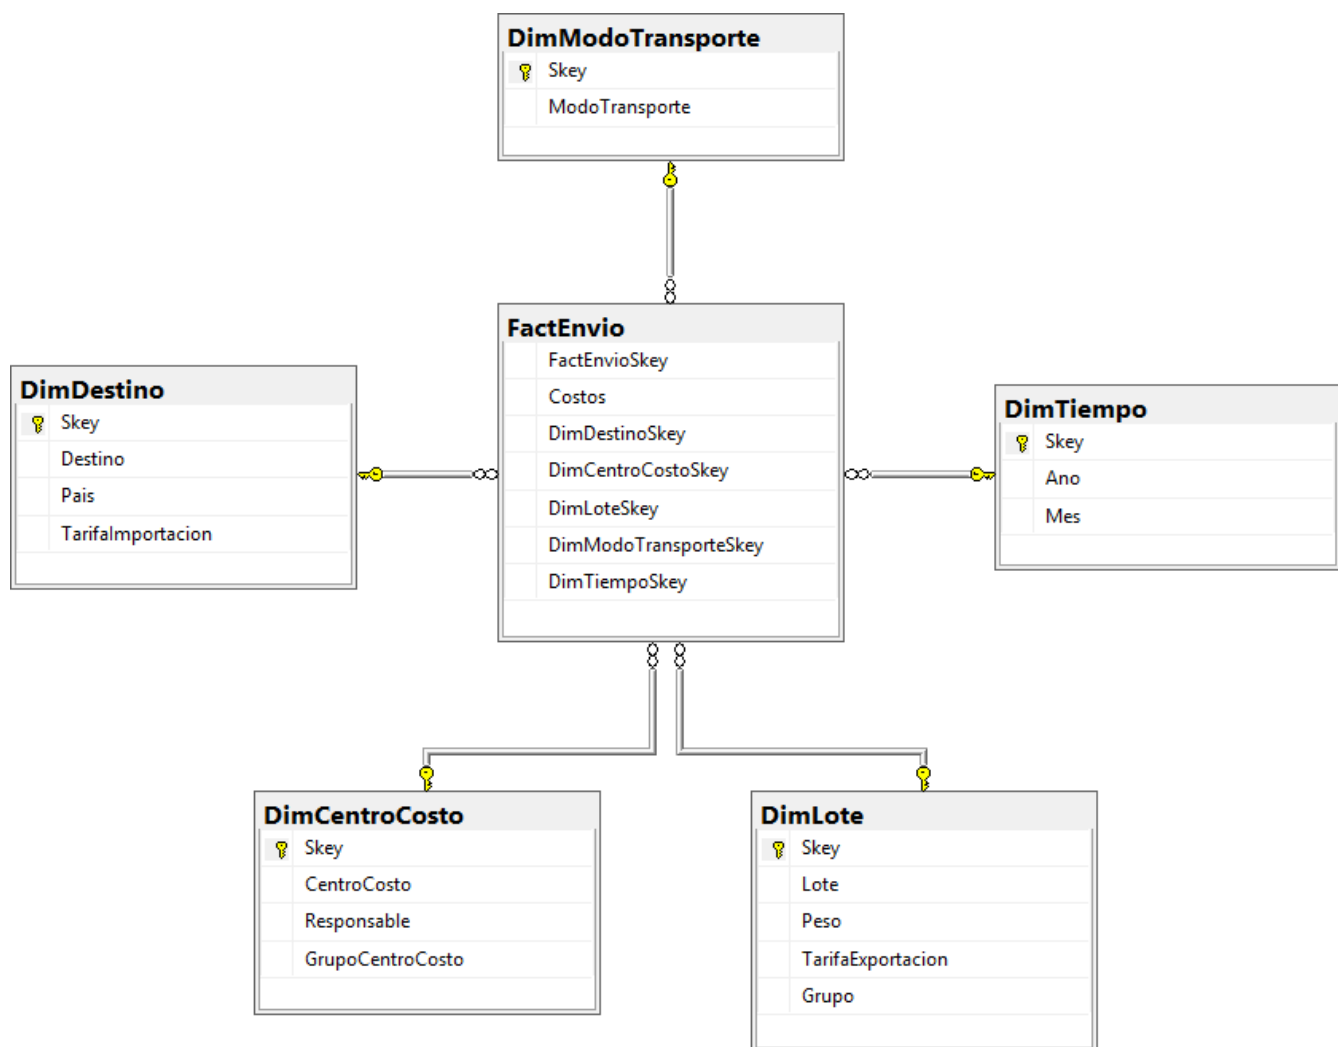 DimModoTransporte
Skey
ModoTransporte
FactEnvio
FactEnvioSkey
Costos
DimDestinoSkey
DimCentroCostoSkey
DimLoteSkey
DimModoTransporteSkey
DimTiempoSkey
DimDestino
Skey
Destino
Pais
TarifaImportacion
DimTiempo
Skey
Ano
Mes
DimCentroCosto
Skey
CentroCosto
Responsable
GrupoCentroCosto
DimLote
Skey
Lote
Peso
TarifaExportacion
Grupo